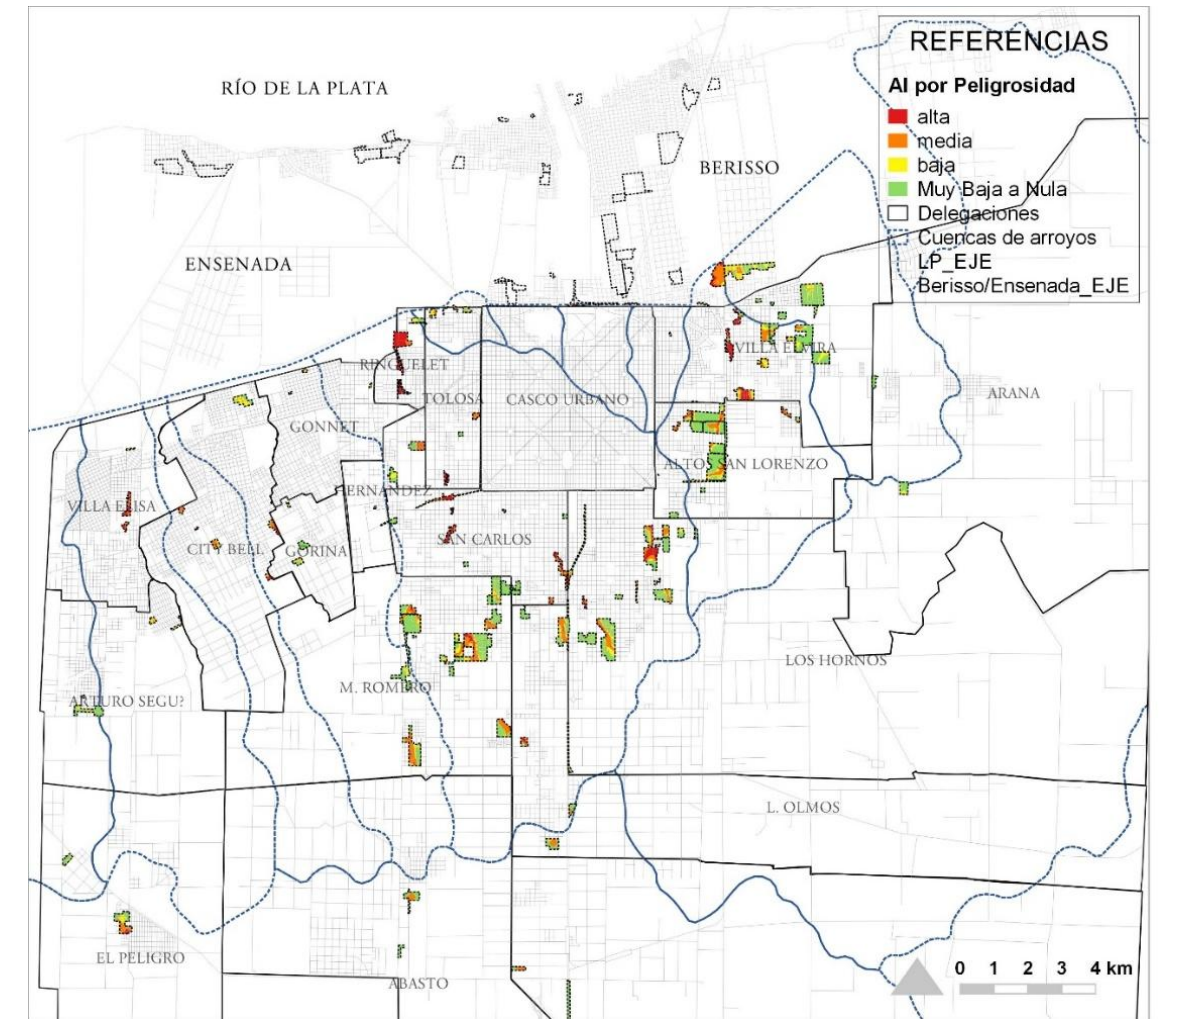 REFERENCIAS
AI por Peligrosidad
alta
media
baja
Muy Baja a Nula
Delegaciones
Cuencas de arroyos
LP_EJE
Berisso/Ensenada_EJE
RÍO DE LA PLATA
BERISSO
ENSENADA
VILLA ELVIRA
RINGUELET
TOLOSA
CASCO URBANO
ARANA
GONNET
ALTOS SAN LORENZO
HERNÁNDEZ
VILLA ELISA
CITY BELL
GORINA
SAN CARLOS
LOS HORNOS
M. ROMERO
ARTURO SEGU?
L. OLMOS
EL PELIGRO
ABASTO
0 1 2 3 4 km